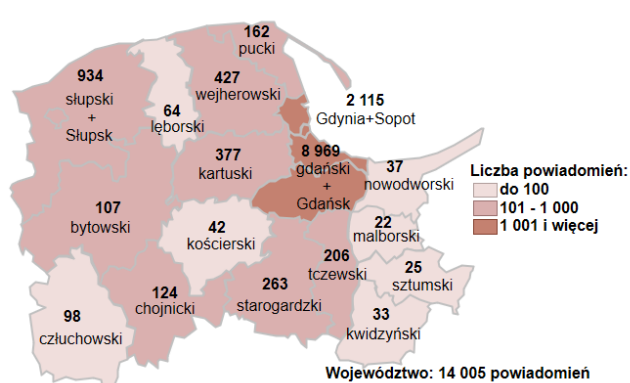 162
pucki
934
słupski
+
Słupsk
427
wejherowski
64
lęborski
2 115
Gdynia+Sopot
8 969
gdański
+
Gdańsk
377
kartuski
37
nowodworski
Liczba powiadomień:
do 100
101 - 1 000
1 001 i więcej
107
bytowski
42
kościerski
22
malborski
206
tczewski
25
sztumski
263
starogardzki
124
chojnicki
98
człuchowski
33
kwidzyński
Województwo: 14 005 powiadomień